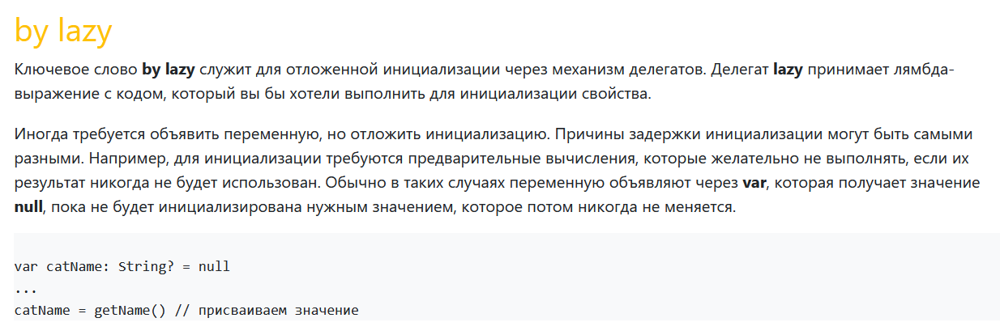 by lazy
Ключевое слово by lazy служит для отложенной инициализации через механизм делегатов. Делегат lazy принимает лямбда-
выражение с кодом, который вы бы хотели выполнить для инициализации свойства.
Иногда требуется объявить переменную, но отложить инициализацию. Причины задержки инициализации могут быть самыми
разными. Например, для инициализации требуются предварительные вычисления, которые желательно не выполнять, если их
результат никогда не будет использован. Обычно в таких случаях переменную объявляют через var, которая получает значение
null, пока не будет инициализирована нужным значением, которое потом никогда не меняется.
var catName: String? = null
...
catName = getName() // присваиваем значение